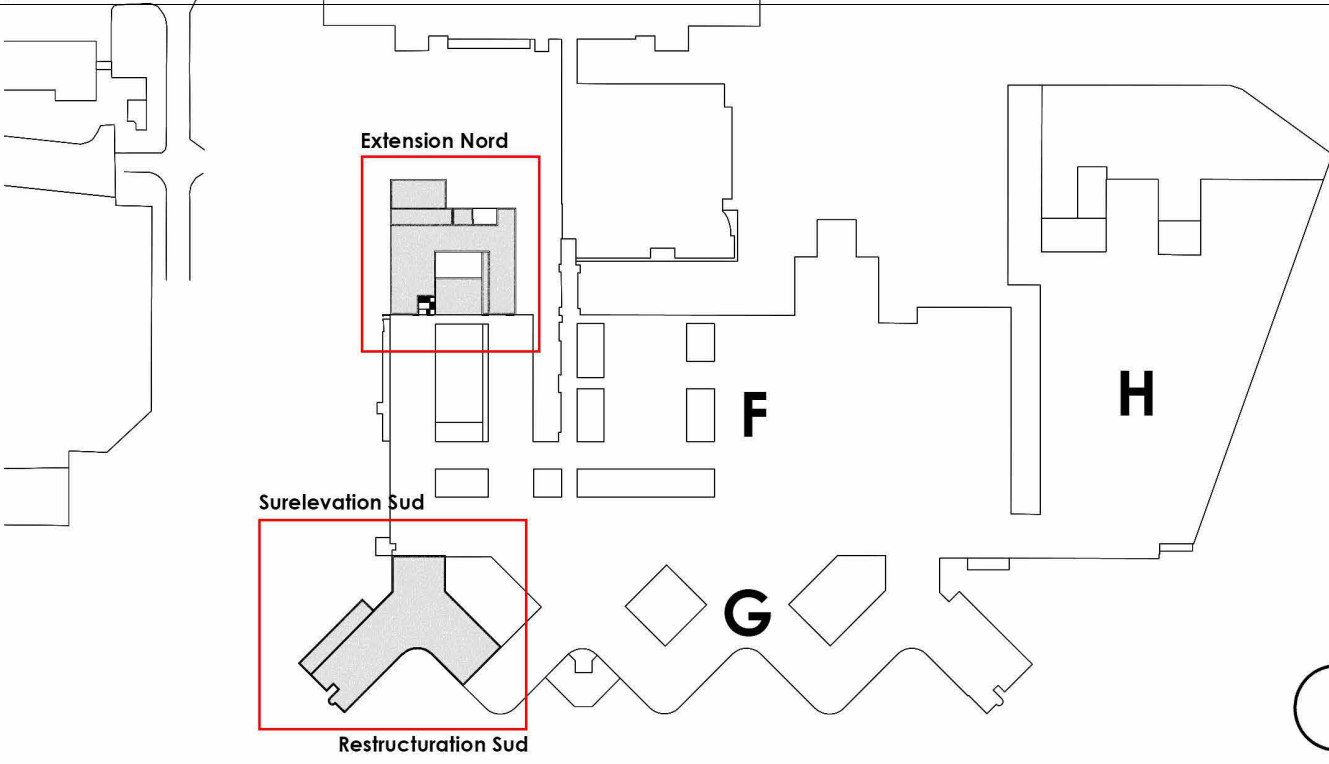 Extension Nord
H
F
Surelevation Sud
G
Restructuration Sud